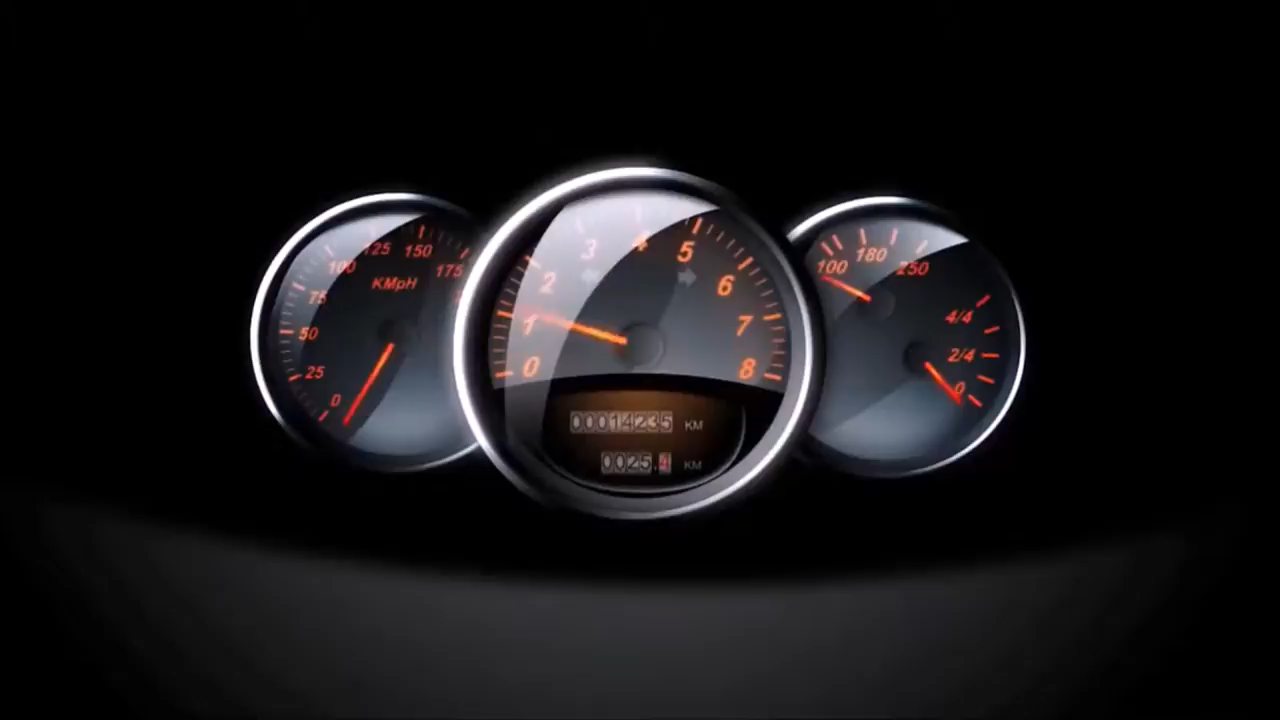 0 25 50 75 100 125 150 175
KMpH
0 1 2 3 4 5 6 7 8
00014235 KM
0025.4 KM
100 180 250
4/4
2/4
0